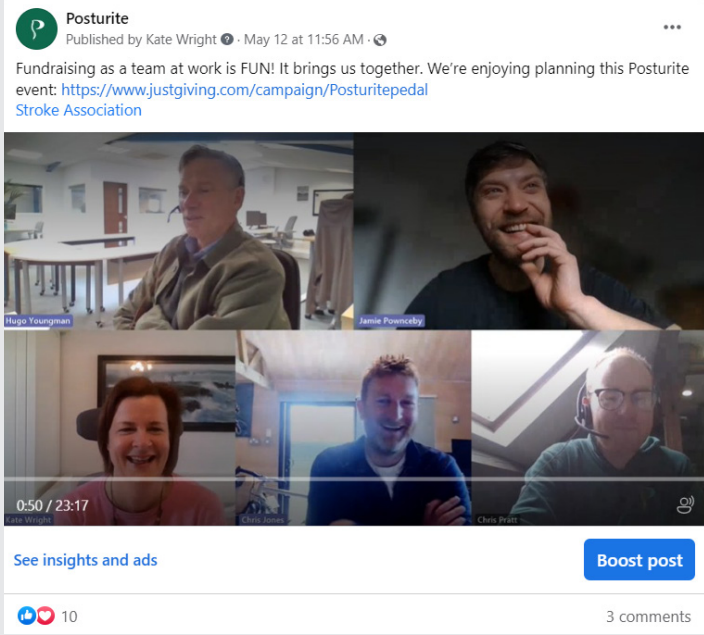 Posturite
Published by Kate Wright · May 12 at 11:56 AM ·
Fundraising as a team at work is FUN! It brings us together. We're enjoying planning this Posturite
event: https://www.justgiving.com/campaign/Posturitepedal
Stroke Association
Hugo Youngman
Jamie Pownceby
0:50 / 23:17
Kate Wright
Chris Jones
Chris Pratt
See insights and ads
Boost post
10
3 comments